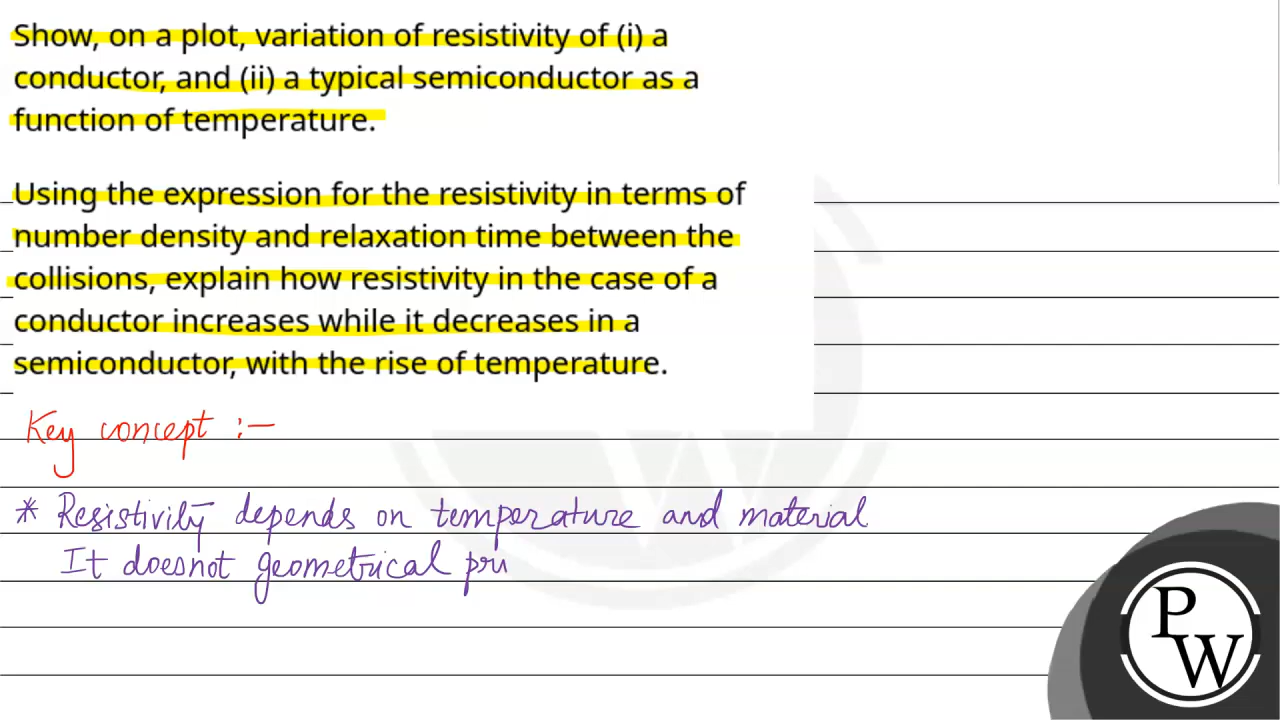 Show, on a plot, variation of resistivity of (i) a
conductor, and (ii) a typical semiconductor as a
function of temperature.
Using the expression for the resistivity in terms of
number density and relaxation time between the
collisions, explain how resistivity in the case of a
conductor increases while it decreases in a
semiconductor, with the rise of temperature.
Key concept :-
* Resistivity depends on temperature and material
It doesnot geometrical pri
P
W